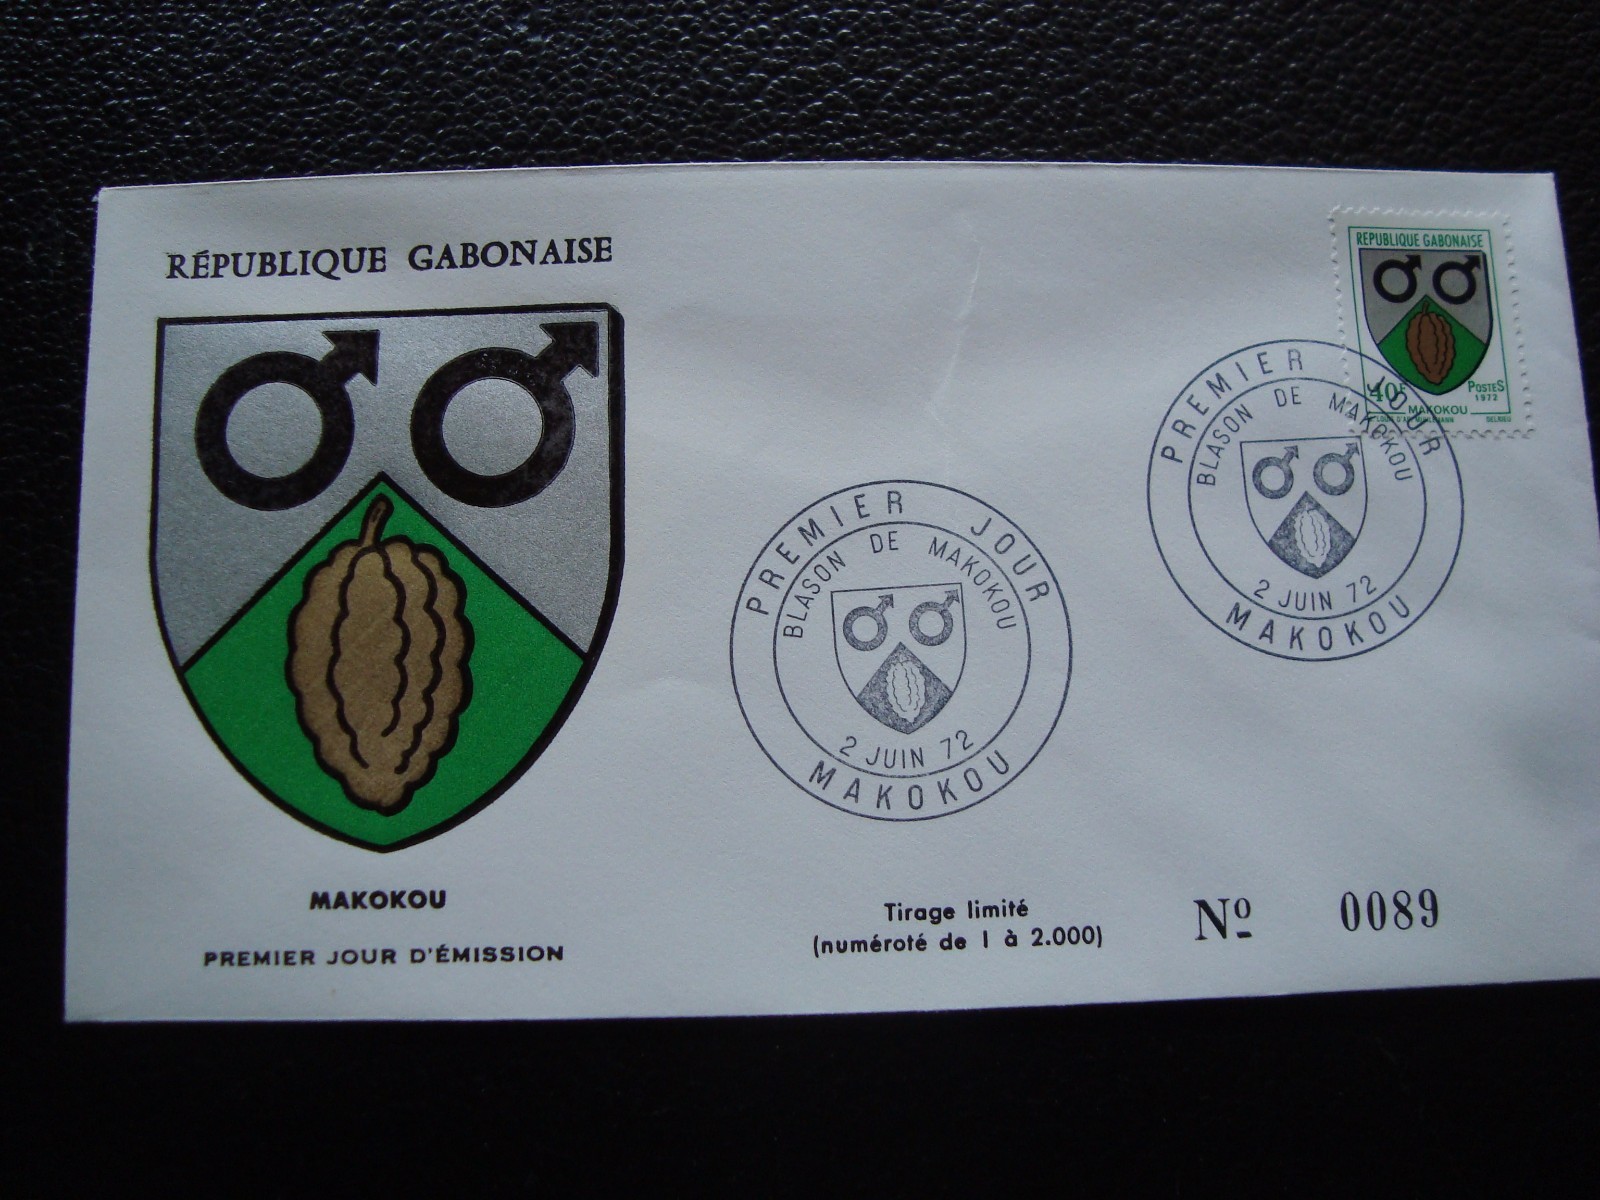 RÉPUBLIQUE GABONAISE
MAKOKOU
PREMIER JOUR D'ÉMISSION
PREMIER JOUR
BLASON DE MAKOKOU
2 JUIN 72
MAKOKOU
REPUBLIQUE GABONAISE
40F
POSTES
1972
MAKOKOU
DELRIEU
PREMIER JOUR
BLASON DE MAKOKOU
2 JUIN 72
MAKOKOU
Tirage limité
(numéroté de 1 à 2.000)
Nº 0089